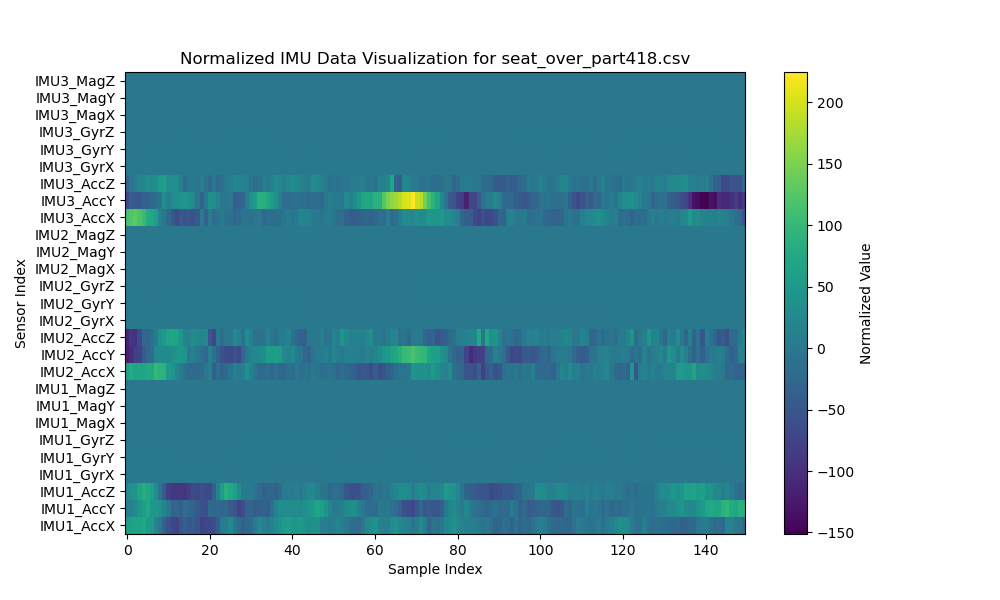 Normalized IMU Data Visualization for seat_over_part418.csv
IMU3_MagZ
IMU3_MagY
IMU3_MagX
IMU3_GyrZ
IMU3_GyrY
IMU3_GyrX
IMU3_AccZ
IMU3_AccY
IMU3_AccX
IMU2_MagZ
IMU2_MagY
IMU2_MagX
IMU2_GyrZ
IMU2_GyrY
IMU2_GyrX
IMU2_AccZ
IMU2_AccY
IMU2_AccX
IMU1_MagZ
IMU1_MagY
IMU1_MagX
IMU1_GyrZ
IMU1_GyrY
IMU1_GyrX
IMU1_AccZ
IMU1_AccY
IMU1_AccX
Sensor Index
0 20 40 60 80 100 120 140
Sample Index
200
150
100
50
0
−50
−100
−150
Normalized Value